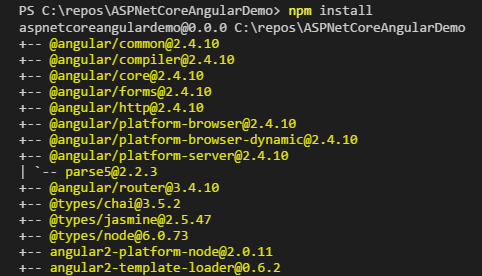 PS C:\repos\ASPNetCoreAngularDemo> npm install
aspnetcoreangulardemo@0.0.0 C:\repos\ASPNetCoreAngularDemo
+-- @angular/common@2.4.10
+-- @angular/compiler@2.4.10
+-- @angular/core@2.4.10
+-- @angular/forms@2.4.10
+-- @angular/http@2.4.10
+-- @angular/platform-browser@2.4.10
+-- @angular/platform-browser-dynamic@2.4.10
+-- @angular/platform-server@2.4.10
| `-- parse5@2.2.3
+-- @angular/router@3.4.10
+-- @types/chai@3.5.2
+-- @types/jasmine@2.5.47
+-- @types/node@6.0.73
+-- angular2-platform-node@2.0.11
+-- angular2-template-loader@0.6.2